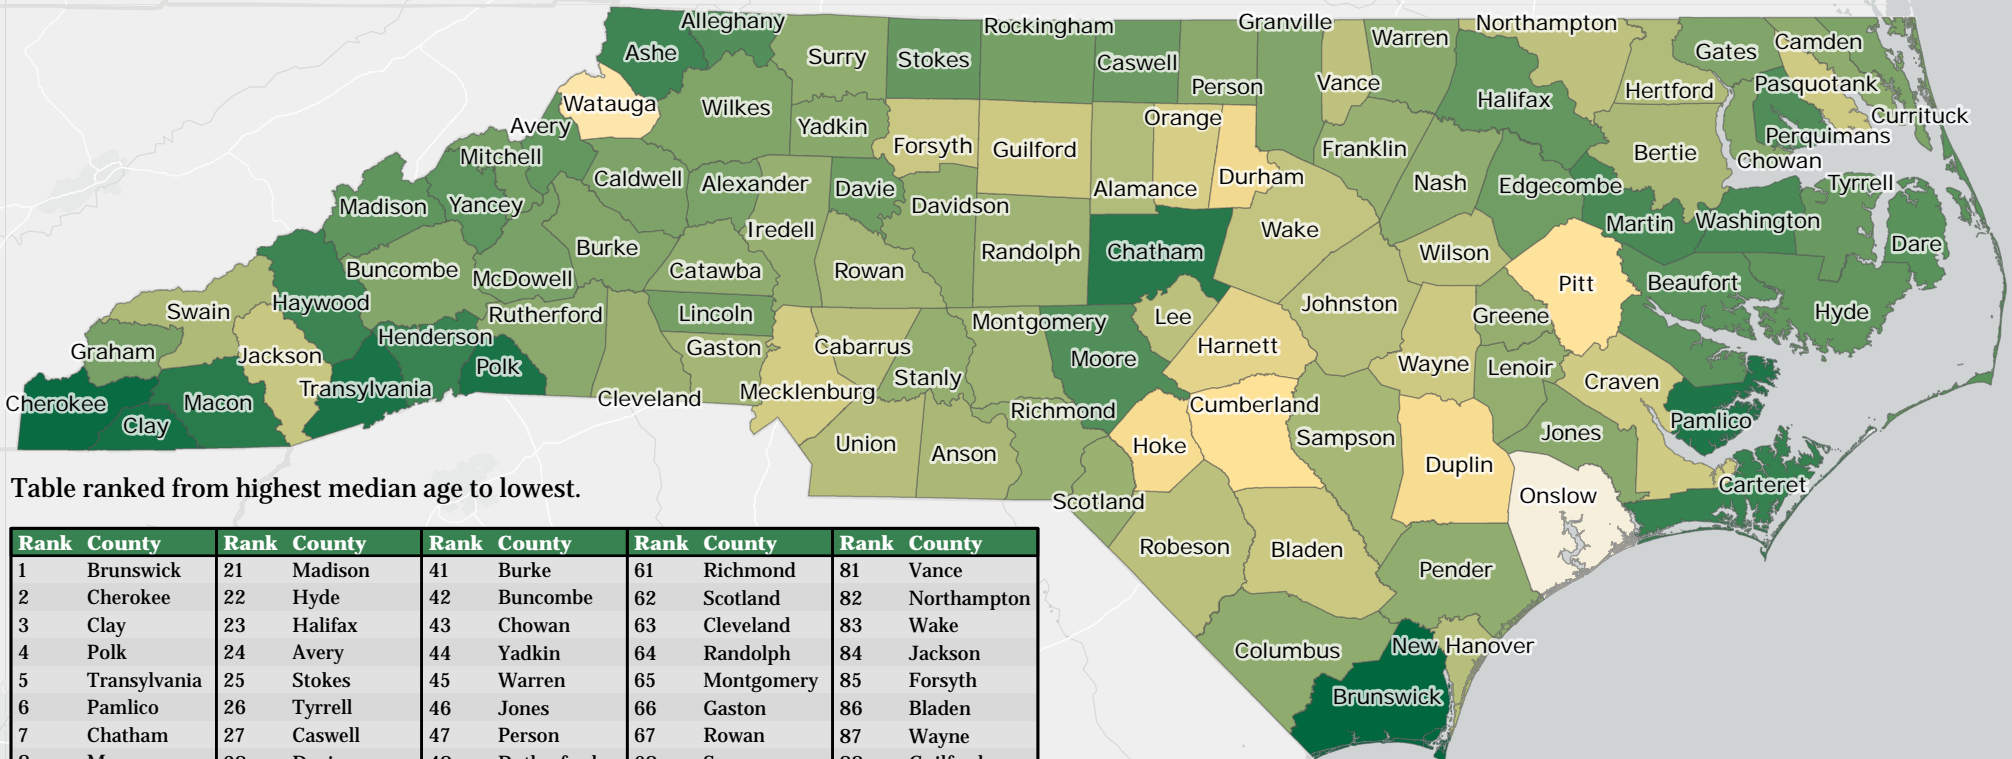 Alleghany
Rockingham
Granville
Northampton
Ashe
Surry
Stokes
Caswell
Warren
Gates
Camden
Person
Vance
Halifax
Hertford
Pasquotank
Watauga
Wilkes
Yadkin
Orange
Currituck
Avery
Forsyth
Guilford
Franklin
Bertie
Perquimans
Mitchell
Chowan
Caldwell
Alexander
Davie
Alamance
Durham
Nash
Edgecombe
Tyrrell
Madison
Yancey
Davidson
Martin
Washington
Iredell
Wake
Burke
Randolph
Chatham
Wilson
Dare
Buncombe
McDowell
Catawba
Rowan
Pitt
Beaufort
Swain
Haywood
Rutherford
Lincoln
Montgomery
Lee
Johnston
Greene
Hyde
Graham
Jackson
Henderson
Gaston
Cabarrus
Moore
Harnett
Wayne
Lenoir
Polk
Stanly
Craven
Cherokee
Macon
Transylvania
Cleveland
Mecklenburg
Richmond
Cumberland
Pamlico
Clay
Union
Anson
Hoke
Sampson
Jones
Duplin
Carteret
Scotland
Onslow
Robeson
Bladen
Pender
Columbus
New Hanover
Brunswick
Table ranked from highest median age to lowest.
Rank County Rank County Rank County Rank County Rank County
1 Brunswick 21 Madison 41 Burke 61 Richmond 81 Vance
2 Cherokee 22 Hyde 42 Buncombe 62 Scotland 82 Northampton
3 Clay 23 Halifax 43 Chowan 63 Cleveland 83 Wake
4 Polk 24 Avery 44 Yadkin 64 Randolph 84 Jackson
5 Transylvania 25 Stokes 45 Warren 65 Montgomery 85 Forsyth
6 Pamlico 26 Tyrrell 46 Jones 66 Gaston 86 Bladen
7 Chatham 27 Caswell 47 Person 67 Rowan 87 Wayne